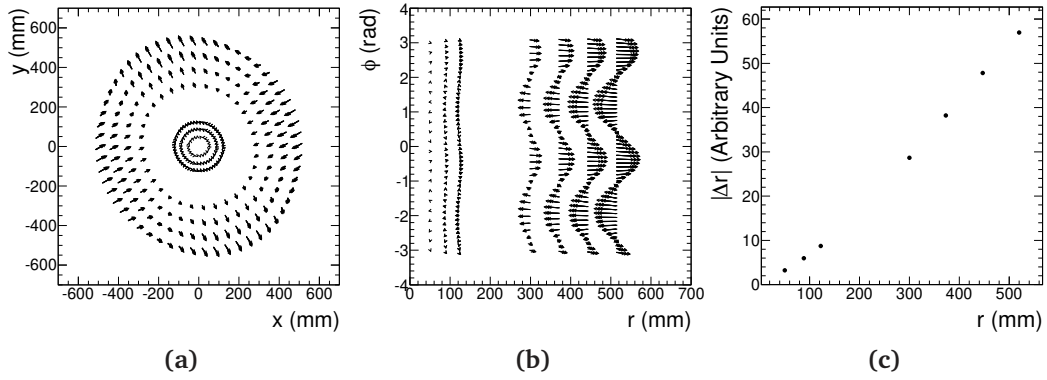 y (mm)
600
400
200
0
-200
-400
-600
-600 -400 -200 0 200 400 600
x (mm)
(a)
ϕ (rad)
4
3
2
1
0
-1
-2
-3
-4
0 100 200 300 400 500 600 700
r (mm)
(b)
|Δr| (Arbitrary Units)
60
50
40
30
20
10
0
100 200 300 400 500
r (mm)
(c)